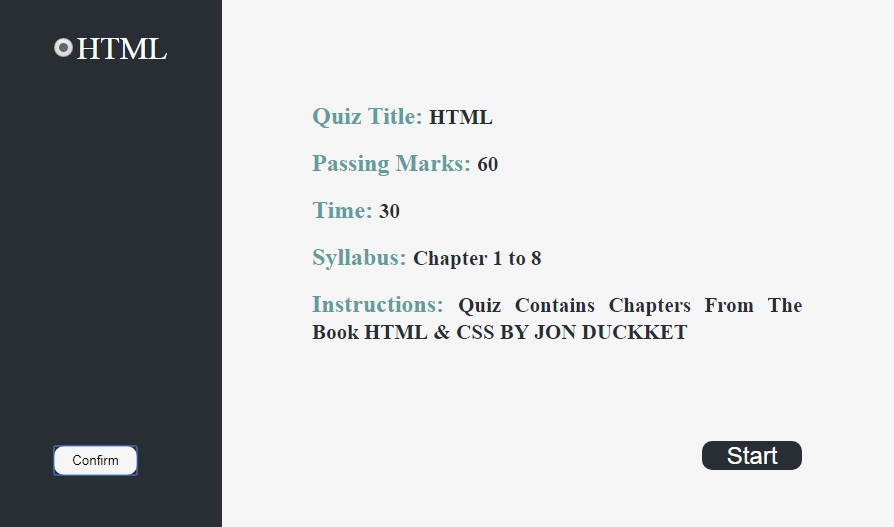 HTML
Quiz Title: HTML
Passing Marks: 60
Time: 30
Syllabus: Chapter 1 to 8
Instructions: Quiz Contains Chapters From The
Book HTML & CSS BY JON DUCKKET
Confirm
Start